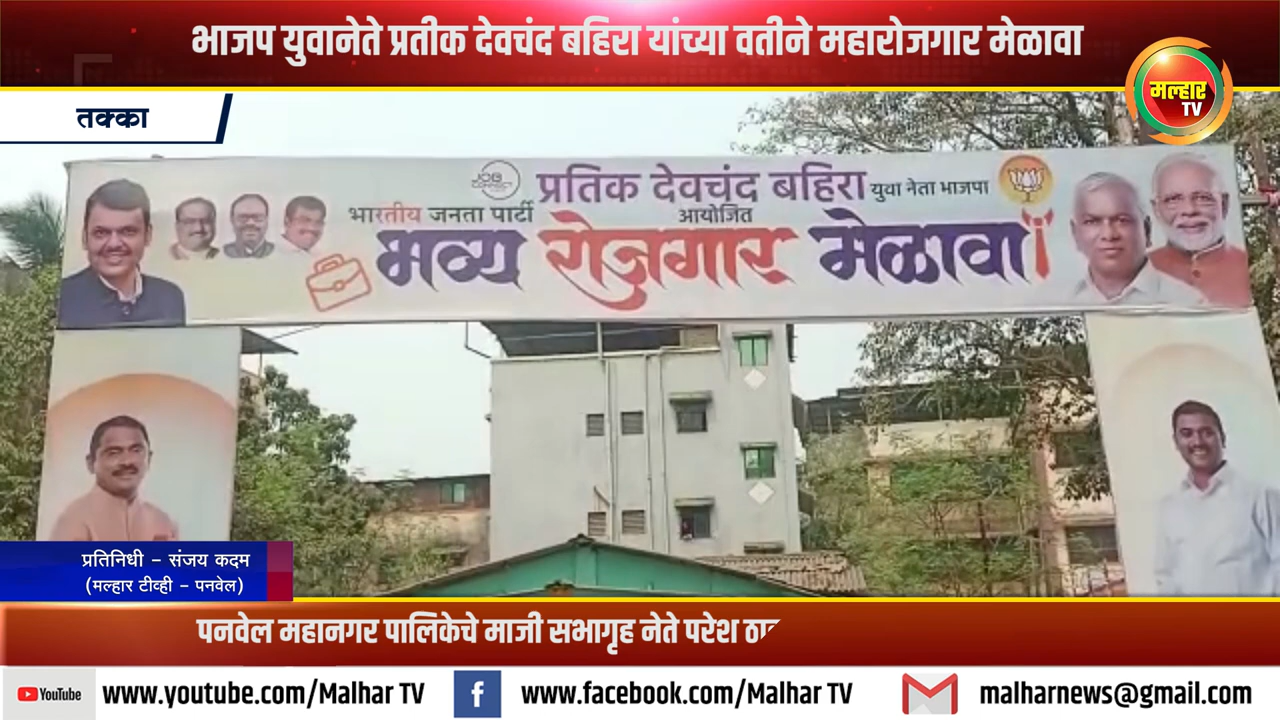 भाजप युवानेते प्रतीक देवचंद बहिरा यांच्या वतीने महारोजगार मेळावा
मल्हार
TV
तक्का
JOB
CONNECT
प्रतिक देवचंद बहिरा युवा नेता भाजपा
भारतीय जनता पार्टी आयोजित
भव्य रोजगार मेळावा
प्रतिनिधी – संजय कदम
(मल्हार टीव्ही – पनवेल)
पनवेल महानगर पालिकेचे माजी सभागृह नेते परेश
YouTube www.youtube.com/Malhar TV
f www.facebook.com/Malhar TV
malharnews@gmail.com